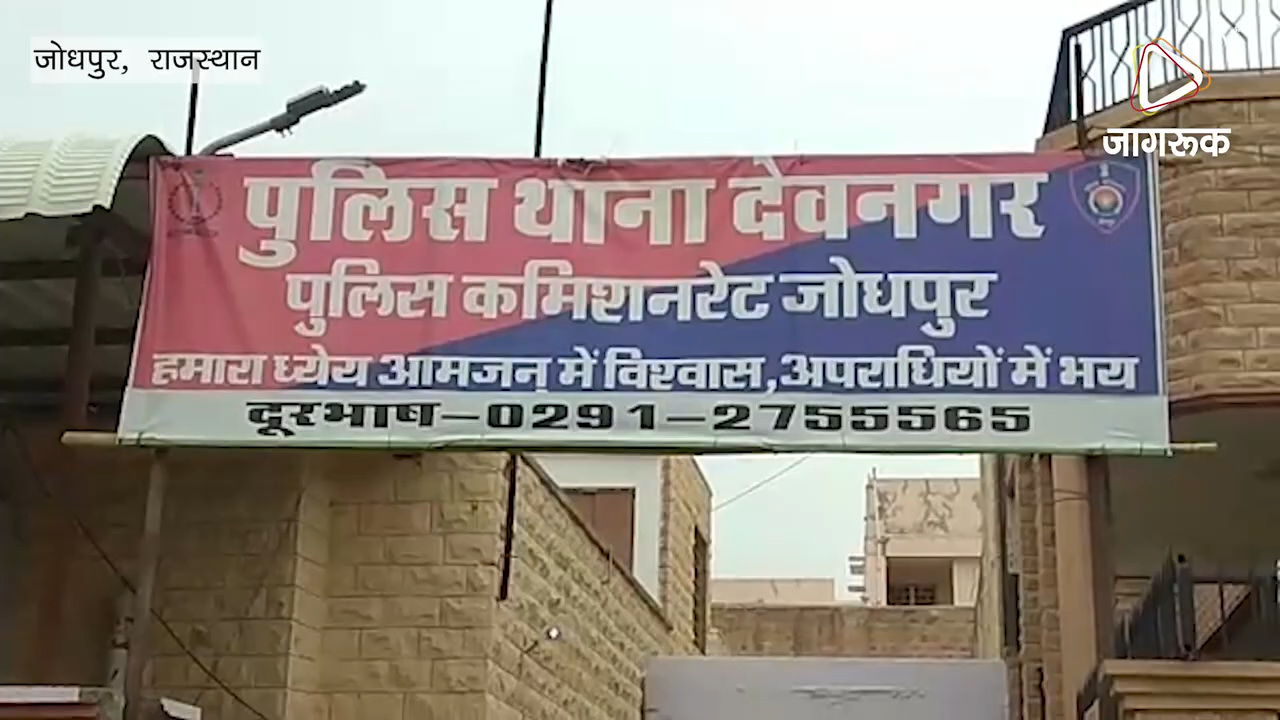 जोधपुर, राजस्थान
जागरूक
पुलिस थाना देवनगर
पुलिस कमिशनरेट जोधपुर
हमारा ध्येय आमजन में विश्वास,अपराधियों में भय
दूरभाष-0291-2755565